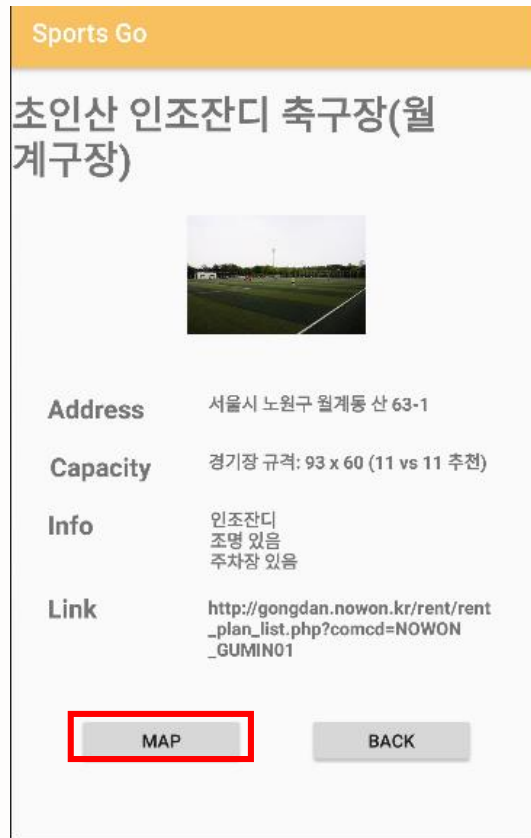 Sports Go
초인산 인조잔디 축구장(월
계구장)
Address
서울시 노원구 월계동 산 63-1
Capacity
경기장 규격: 93 x 60 (11 vs 11 추천)
Info
인조잔디
조명 있음
주차장 있음
Link
http://gongdan.nowon.kr/rent/rent
_plan_list.php?comcd=NOWON
_GUMIN01
MAP
BACK